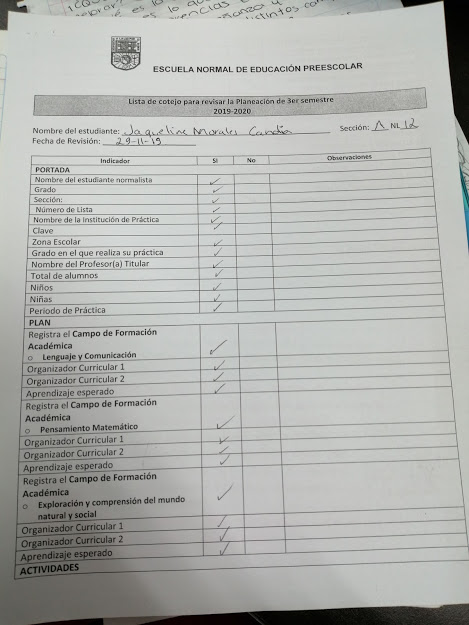 ESCUELA NORMAL DE EDUCACIÓN PREESCOLAR
Lista de cotejo para revisar la Planeación de 3er semestre
2019-2020
Nombre del estudiante: Jaqueline Morales Sección: A NL 12
Fecha de Revisión: 29-11-19
Indicador SI No Observaciones
PORTADA
Nombre del estudiante normalista ✓
Grado ✓
Sección: ✓
Número de Lista ✓
Nombre de la Institución de Práctica ✓
Clave ✓
Zona Escolar ✓
Grado en el que realiza su práctica ✓
Nombre del Profesor(a) Titular ✓
Total de alumnos ✓
Niños ✓
Niñas ✓
Periodo de Práctica ✓
PLAN
Registra el Campo de Formación
Académica
o Lenguaje y Comunicación ✓
Organizador Curricular 1 ✓
Organizador Curricular 2 ✓
Aprendizaje esperado ✓
Registra el Campo de Formación
Académica
o Pensamiento Matemático ✓
Organizador Curricular 1 ✓
Organizador Curricular 2 ✓
Aprendizaje esperado ✓
Registra el Campo de Formación
Académica
o Exploración y comprensión del mundo ✓
natural y social
Organizador Curricular 1 ✓
Organizador Curricular 2 ✓
Aprendizaje esperado ✓
ACTIVIDADES